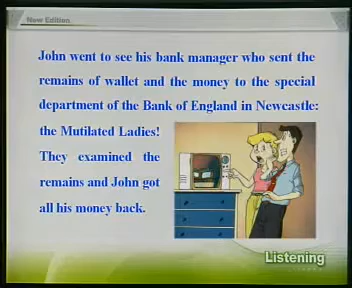 New Edition
John went to see his bank manager who sent the
remains of wallet and the money to the special
department of the Bank of England in Newcastle:
the Mutilated Ladies!
They examined the
remains and John got
all his money back.
Listening